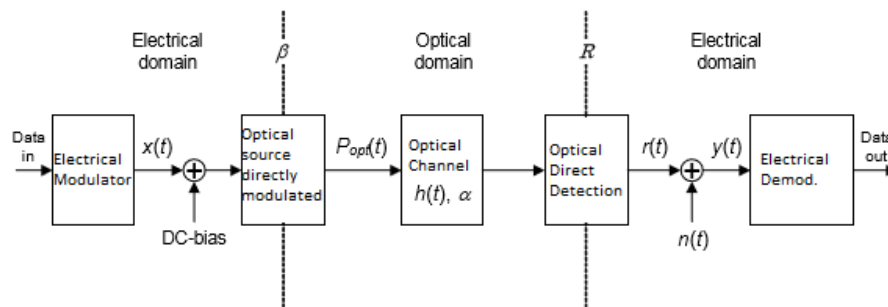 Electrical
domain
β
Optical
domain
R
Electrical
domain
Data
in
Electrical
Modulator
x(t)
DC-bias
Optical
source
directly
modulated
Popt(t)
Optical
Channel
h(t), α
Optical
Direct
Detection
r(t)
n(t)
y(t)
Electrical
Demod.
Data
out